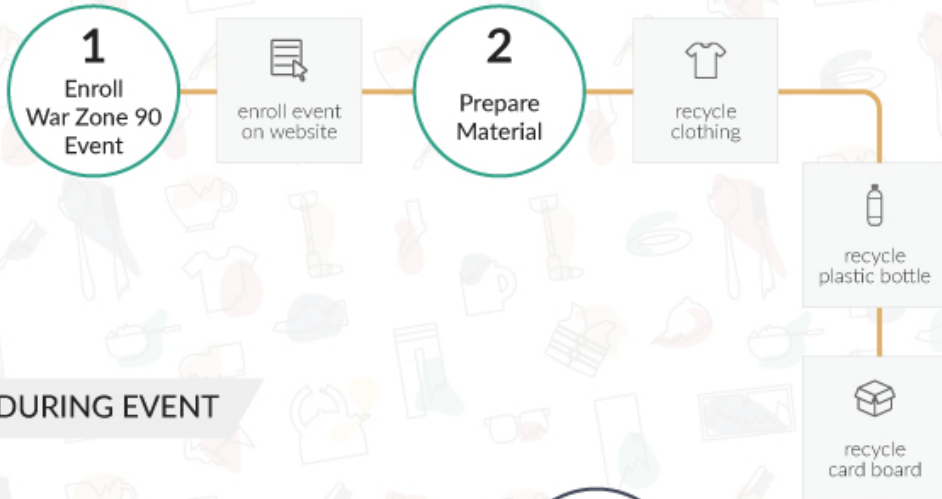 1
Enroll
War Zone 90
Event
enroll event
on website
2
Prepare
Material
recycle
clothing
recycle
plastic bottle
recycle
card board
DURING EVENT